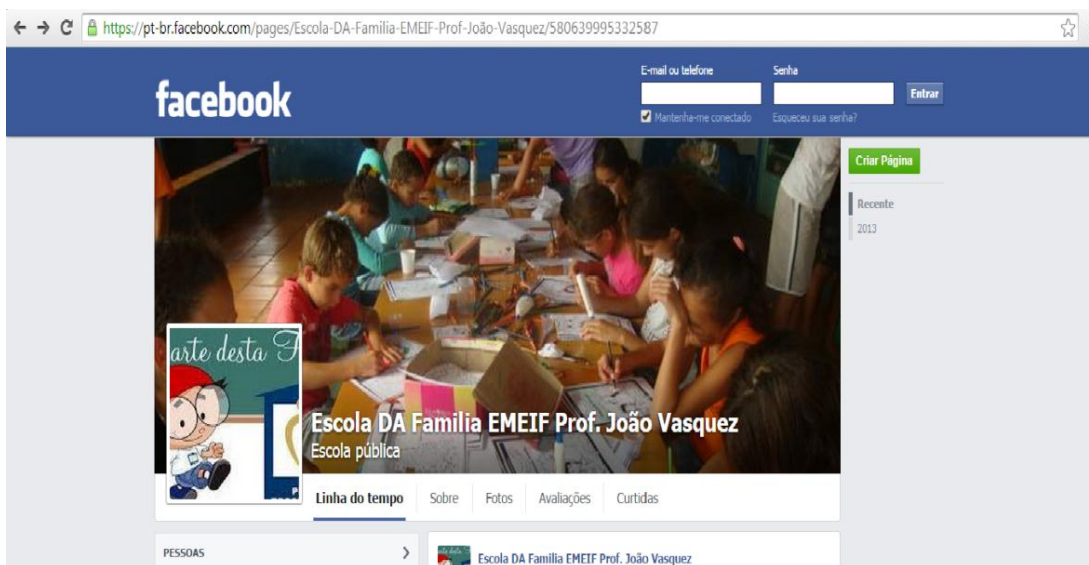 https://pt-br.facebook.com/pages/Escola-DA-Familia-EMEIF-Prof-João-Vasquez/580639995332587
facebook
E-mail ou telefone
Senha
Entrar
Mantenha-me conectado
Esqueceu sua senha?
Criar Página
Recente
2013
arte desta F
Escola DA Familia EMEIF Prof. João Vasquez
Escola pública
Linha do tempo
Sobre
Fotos
Avaliações
Curtidas
PESSOAS
Escola DA Familia EMEIF Prof. João Vasquez